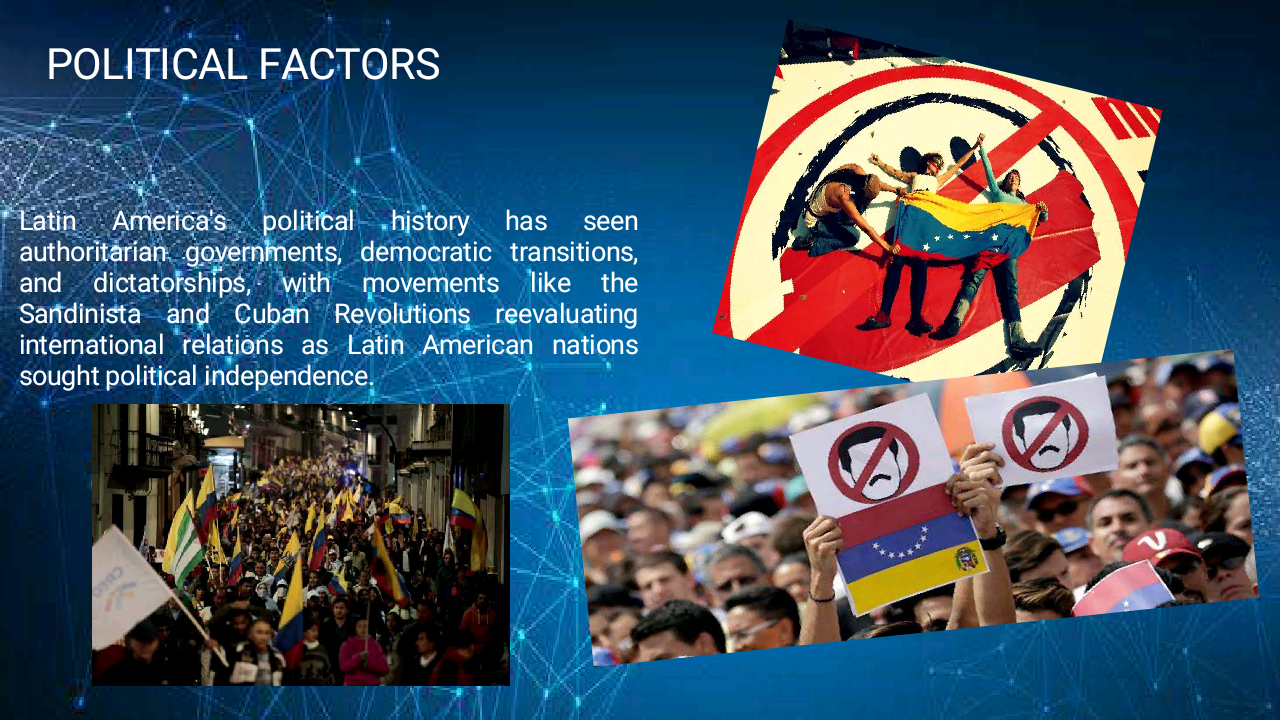 POLITICAL FACTORS
Latin America's political history has seen
authoritarian governments, democratic transitions,
and dictatorships, with movements like the
Sandinista and Cuban Revolutions reevaluating
international relations as Latin American nations
sought political independence.